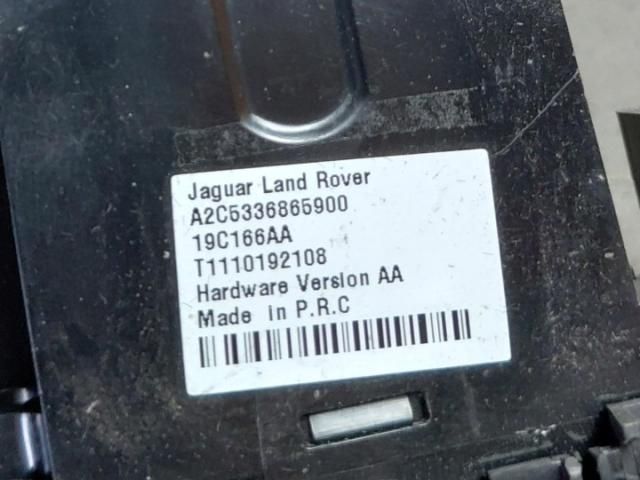 Jaguar Land Rover
A2C5336865900
19C166AA
T1110192108
Hardware Version AA
Made in P.R.C